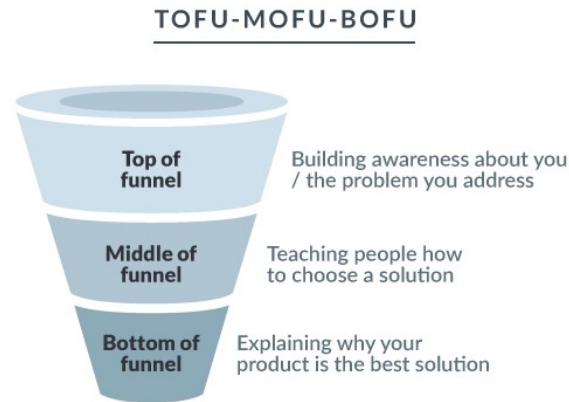 TOFU-MOFU-BOFU
Top of
funnel
Building awareness about you
/ the problem you address
Middle of
funnel
Teaching people how
to choose a solution
Bottom of
funnel
Explaining why your
product is the best solution